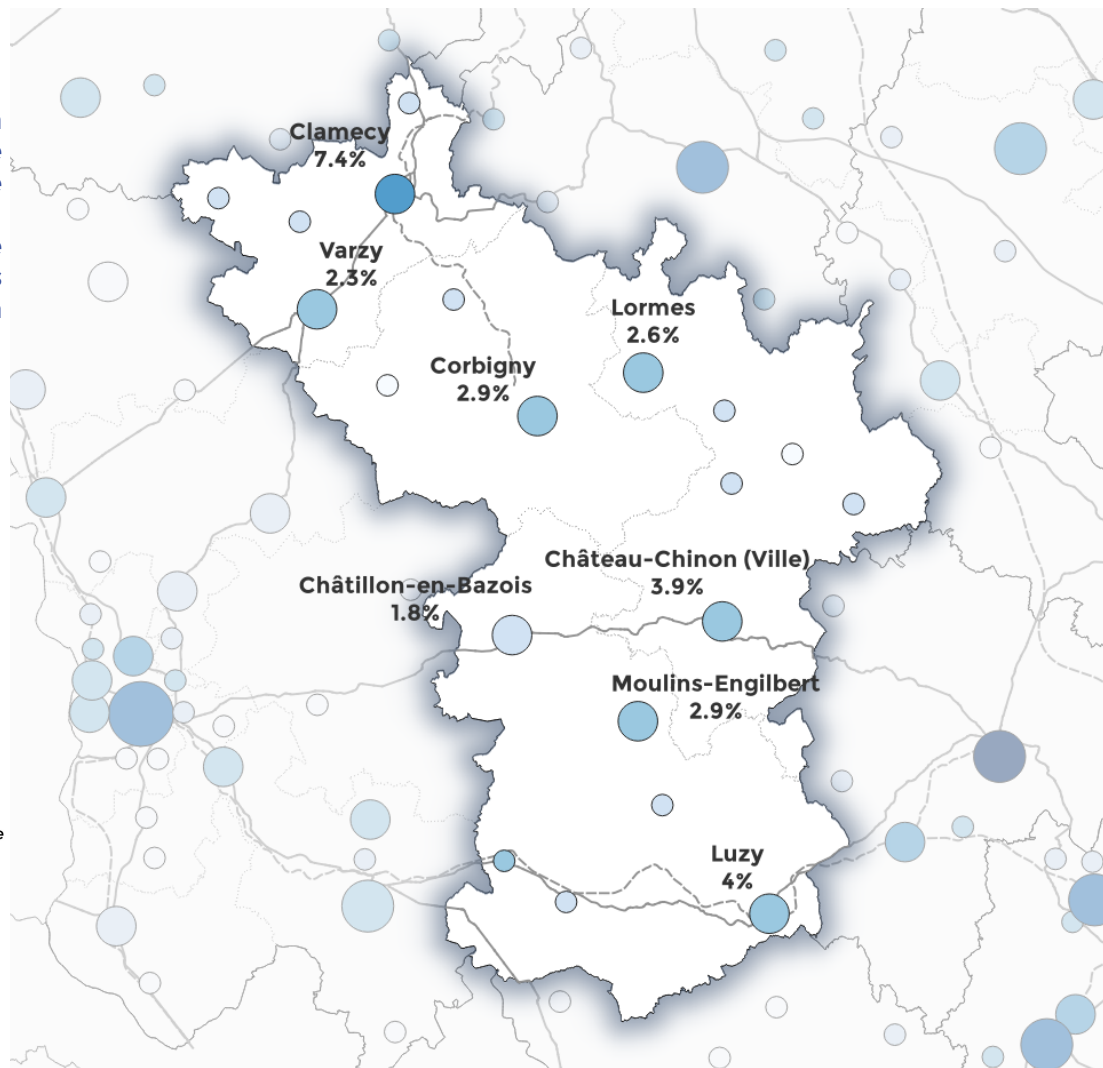 Clamecy
7.4%
Varzy
2.3%
Lormes
2.6%
Corbigny
2.9%
Château-Chinon (Ville)
3.9%
Châtillon-en-Bazois
1.8%
Moulins-Engilbert
2.9%
Luzy
4%